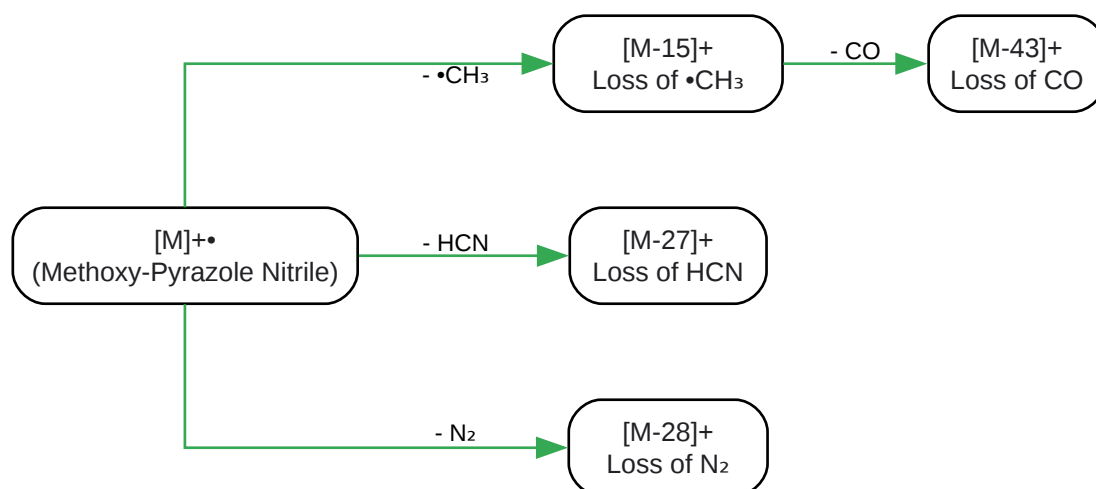 [M-15]+
Loss of •CH₃
- CO
[M-43]+
Loss of CO
- •CH₃
[M]+•
(Methoxy-Pyrazole Nitrile)
- HCN
[M-27]+
Loss of HCN
- N₂
[M-28]+
Loss of N₂